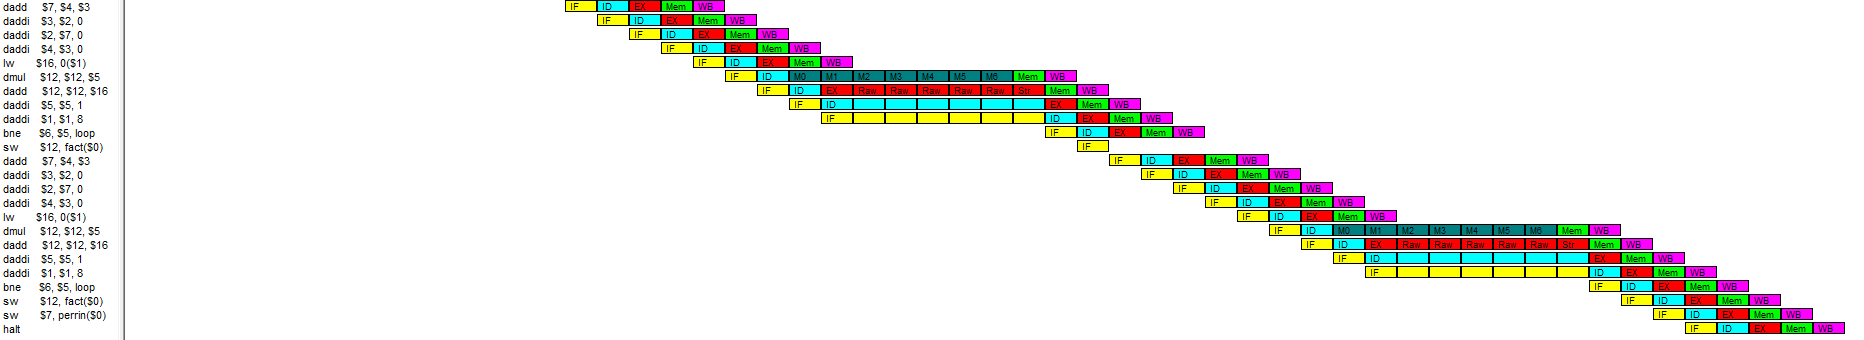 dadd $7, $4, $3 IF ID EX Mem WB
daddi $3, $2, 0 IF ID EX Mem WB
daddi $2, $7, 0 IF ID EX Mem WB
daddi $4, $3, 0 IF ID EX Mem WB
lw $16, 0($1) IF ID EX Mem WB
dmul $12, $12, $5 IF ID M0 M1 M2 M3 M4 M5 M6 Mem WB
dadd $12, $12, $16 IF ID EX Raw Raw Raw Raw Raw Str Mem WB
daddi $5, $5, 1 IF ID EX Mem WB
daddi $1, $1, 8 IF ID EX Mem WB
bne $6, $5, loop IF ID EX Mem WB
sw $12, fact($0) IF
dadd $7, $4, $3 IF ID EX Mem WB
daddi $3, $2, 0 IF ID EX Mem WB
daddi $2, $7, 0 IF ID EX Mem WB
daddi $4, $3, 0 IF ID EX Mem WB
lw $16, 0($1) IF ID EX Mem WB
dmul $12, $12, $5 IF ID M0 M1 M2 M3 M4 M5 M6 Mem WB
dadd $12, $12, $16 IF ID EX Raw Raw Raw Raw Raw Str Mem WB
daddi $5, $5, 1 IF ID EX Mem WB
daddi $1, $1, 8 IF ID EX Mem WB
bne $6, $5, loop IF ID EX Mem WB
sw $12, fact($0) IF ID EX Mem WB
sw $7, perrin($0) IF ID EX Mem WB
halt IF ID EX Mem WB